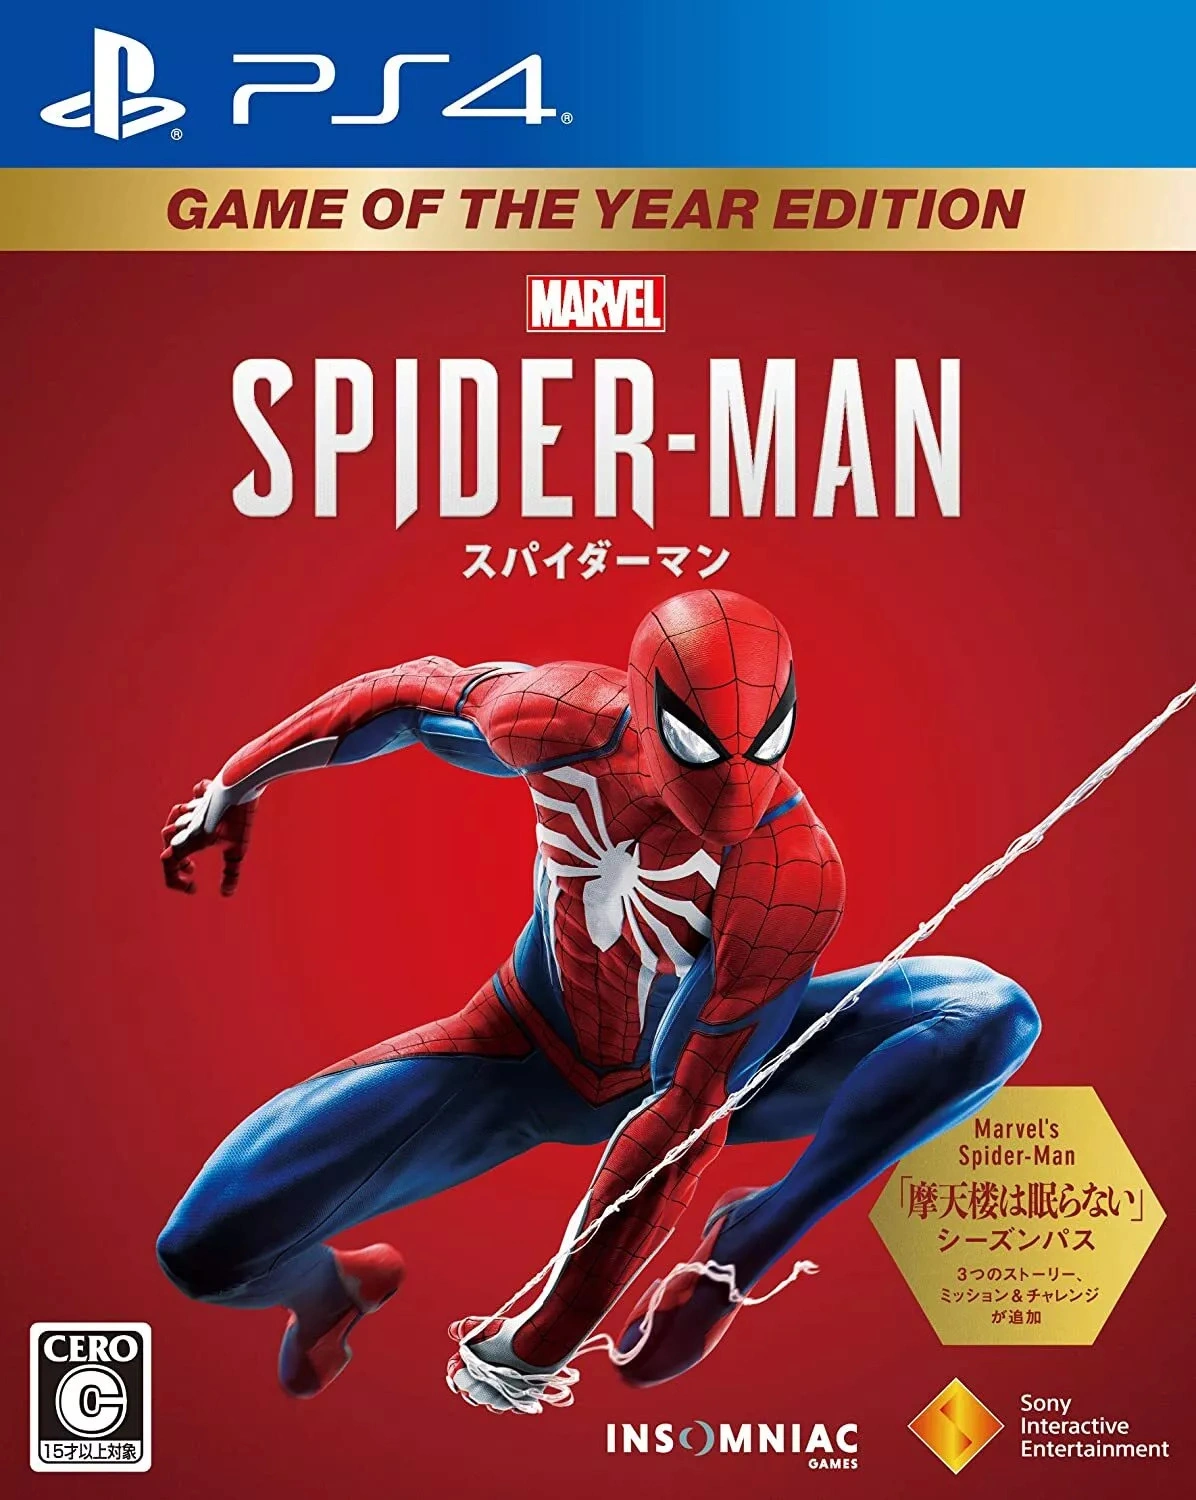 PS4®
GAME OF THE YEAR EDITION
MARVEL
SPIDER-MAN
スパイダーマン
Marvel's
Spider-Man
「摩天楼は眠らない」
シーズンパス
3つのストーリー、
ミッション&チャレンジ
が追加
CERO
C
15才以上対象
INSOMNIAC
GAMES
Sony
Interactive
Entertainment